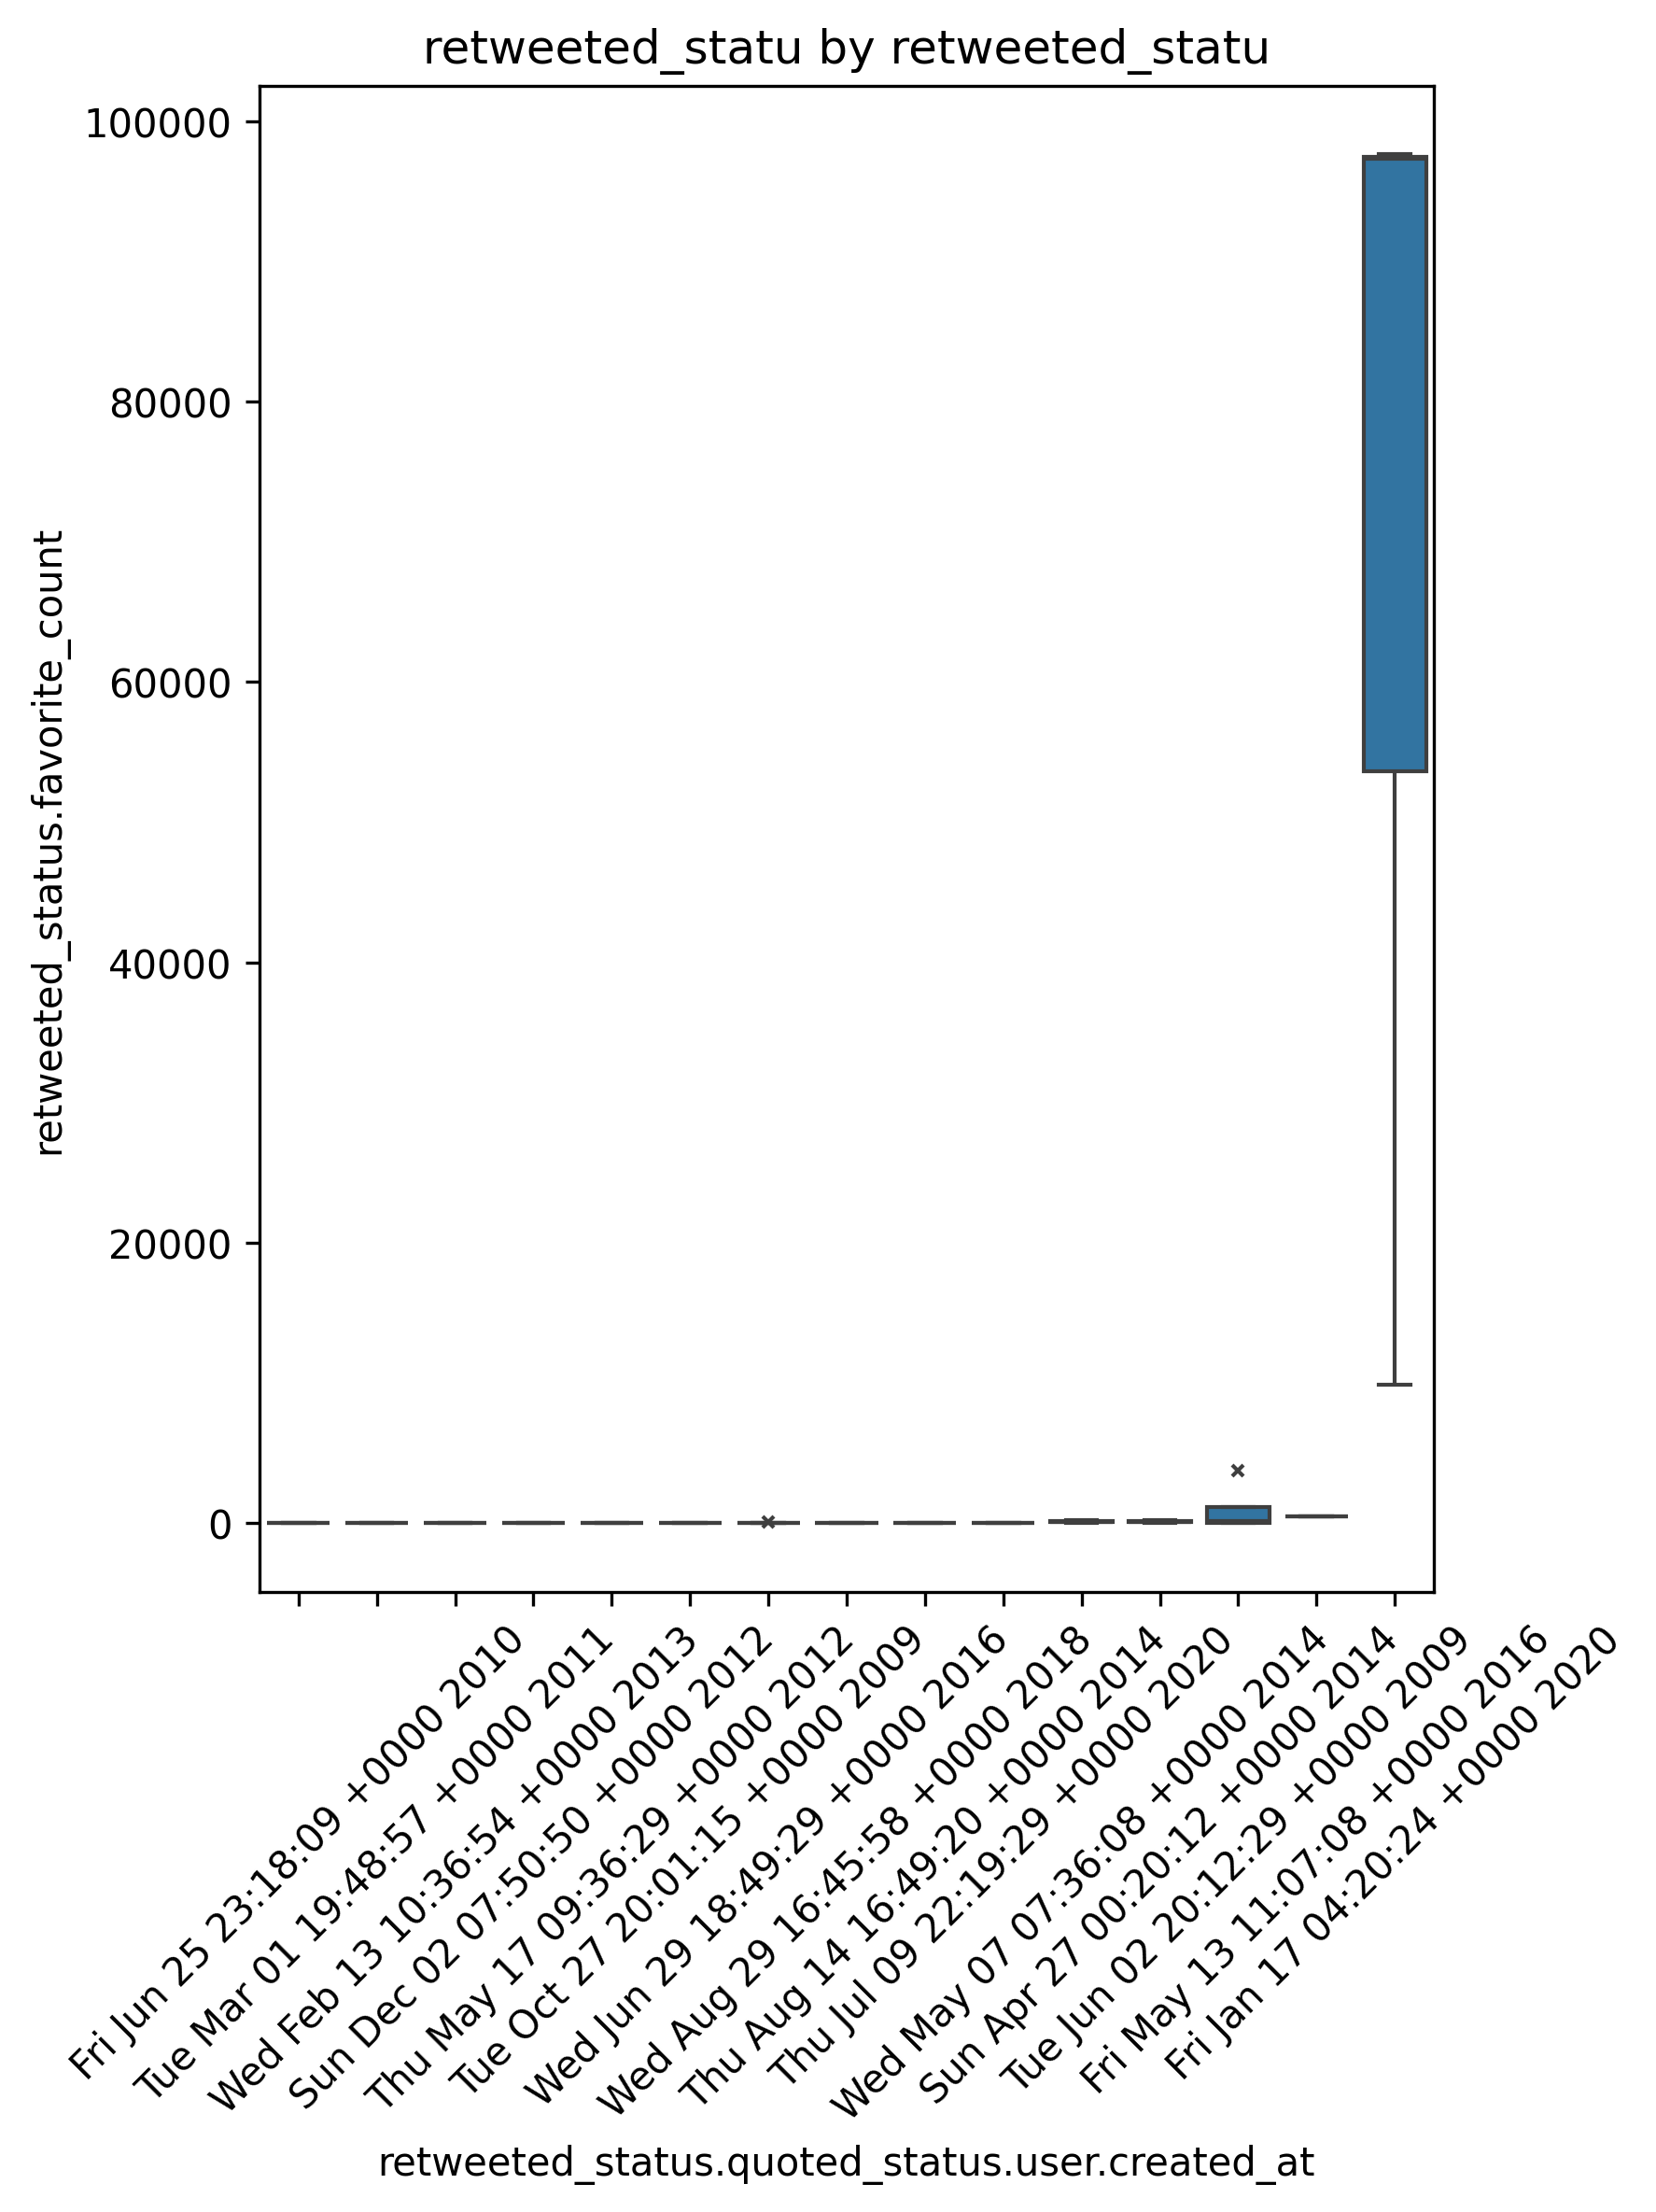 retweeted_statu by retweeted_statu
100000
80000
60000
40000
20000
0
retweeted_status.favorite_count
Fri Jun 25 23:18:09 +0000 2010
Tue Mar 01 19:48:57 +0000 2011
Wed Feb 13 10:36:54 +0000 2013
Sun Dec 02 07:50:50 +0000 2012
Thu May 17 09:36:29 +0000 2012
Tue Oct 27 20:01:15 +0000 2009
Wed Jun 29 18:49:29 +0000 2016
Wed Aug 29 16:45:58 +0000 2018
Thu Aug 14 16:49:20 +0000 2014
Thu Jul 09 22:19:29 +0000 2020
Wed May 07 07:36:08 +0000 2014
Sun Apr 27 00:20:12 +0000 2014
Tue Jun 02 20:12:29 +0000 2009
Fri May 13 11:07:08 +0000 2016
Fri Jan 17 04:20:24 +0000 2020
retweeted_status.quoted_status.user.created_at